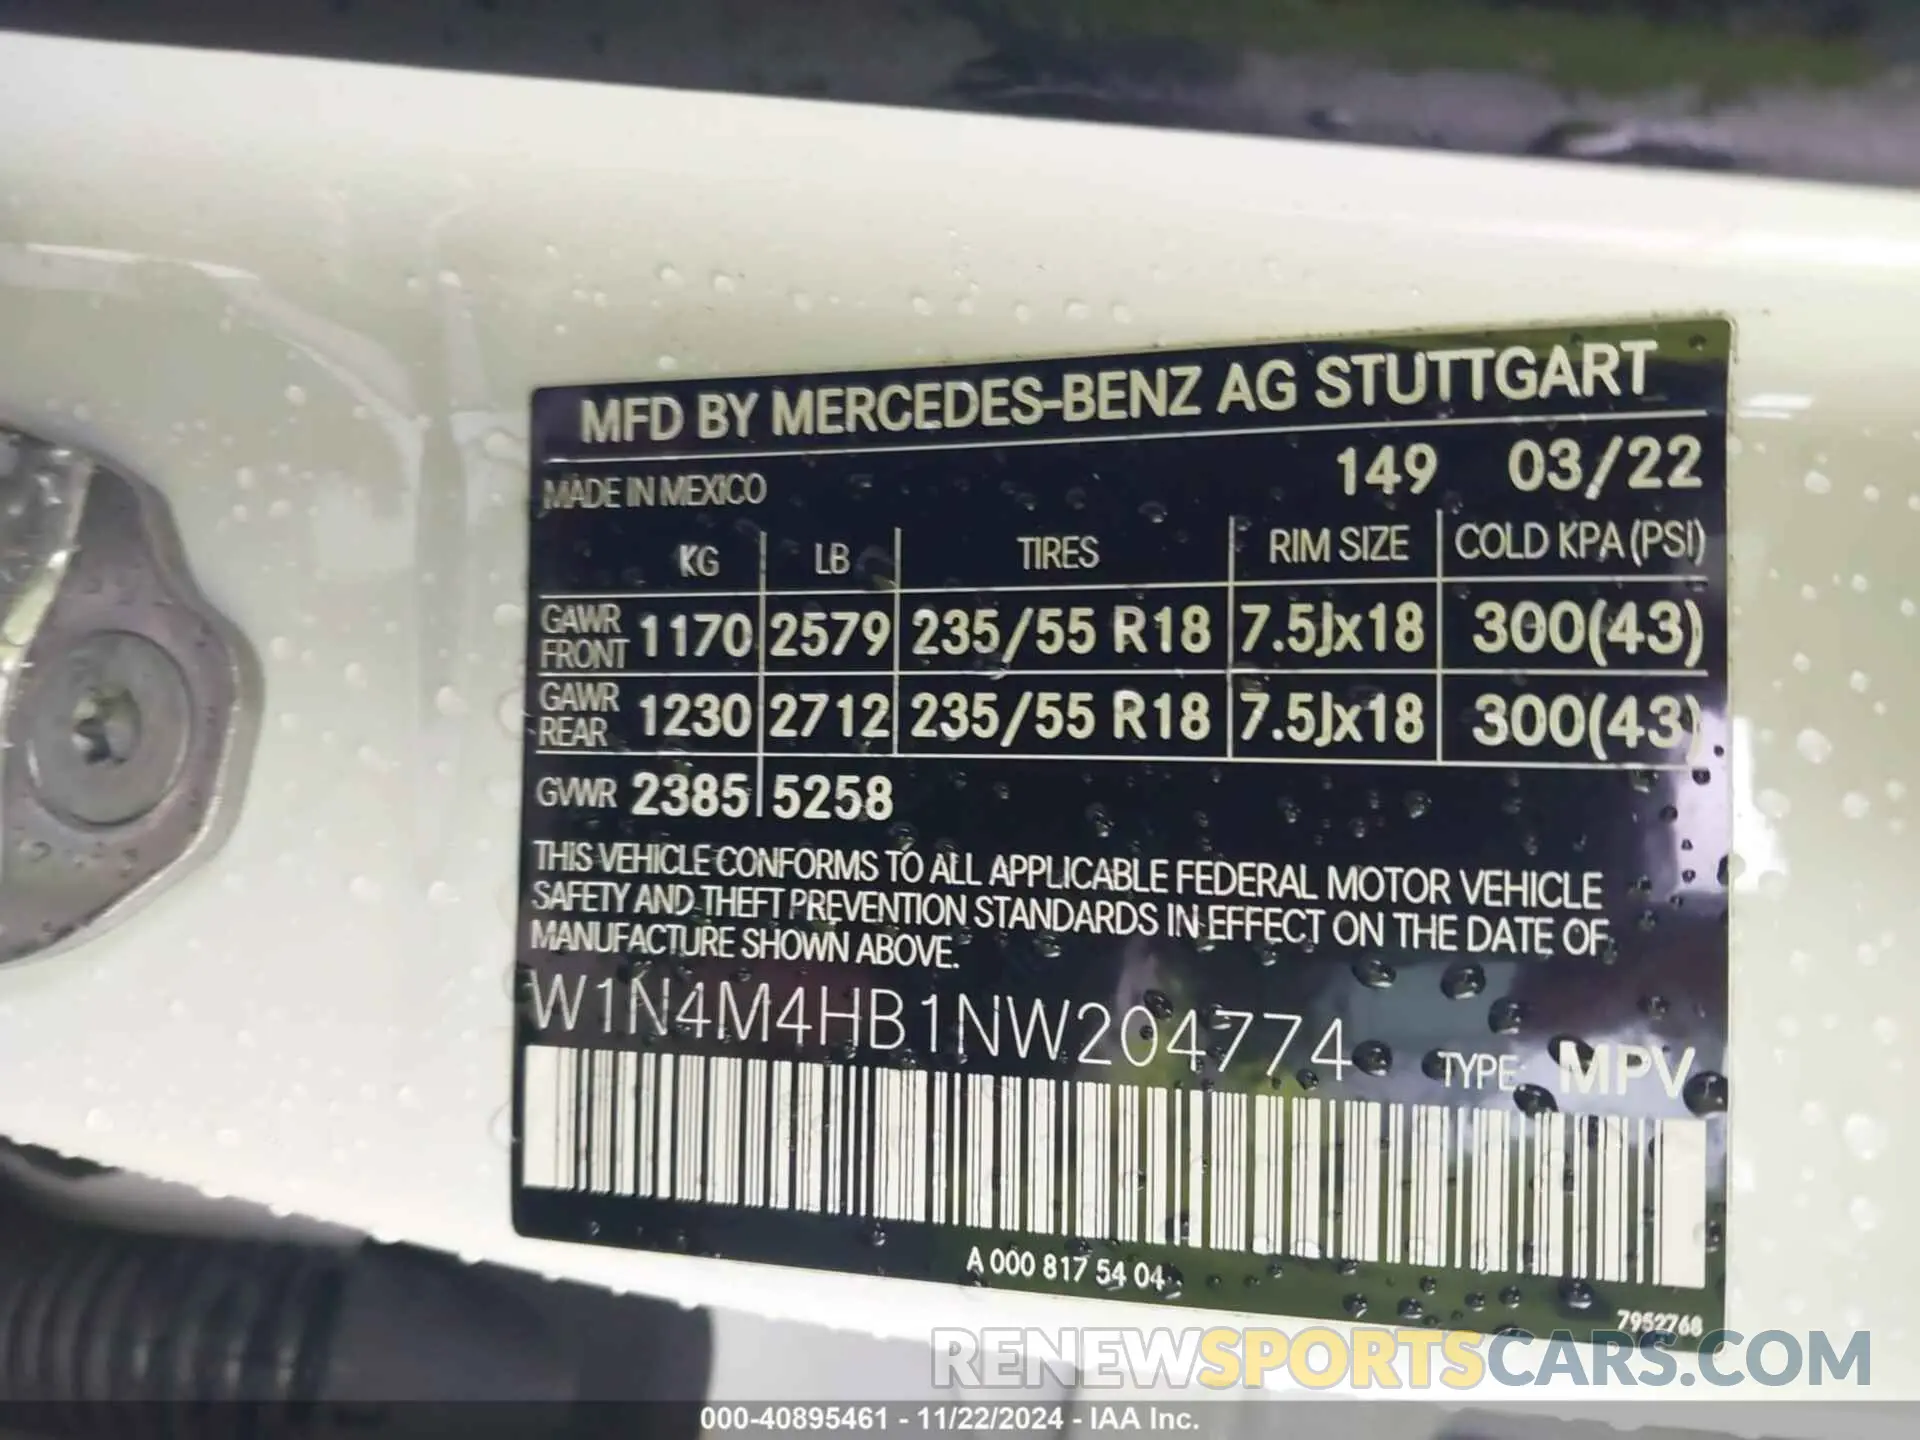 MFD BY MERCEDES-BENZ AG STUTTGART
MADE IN MEXICO 149 03/22
KG LB TIRES RIM SIZE COLD KPA (PSI)
GAWR FRONT 1170 2579 235/55 R18 7.5Jx18 300(43)
GAWR REAR 1230 2712 235/55 R18 7.5Jx18 300(43)
GVWR 2385 5258
THIS VEHICLE CONFORMS TO ALL APPLICABLE FEDERAL MOTOR VEHICLE
SAFETY AND THEFT PREVENTION STANDARDS IN EFFECT ON THE DATE OF
MANUFACTURE SHOWN ABOVE.
W1N4M4HB1NW204774 TYPE: MPV
A 000 817 54 04
7952768
RENEWSPORTSCARS.COM
000-40895461 - 11/22/2024 - IAA Inc.